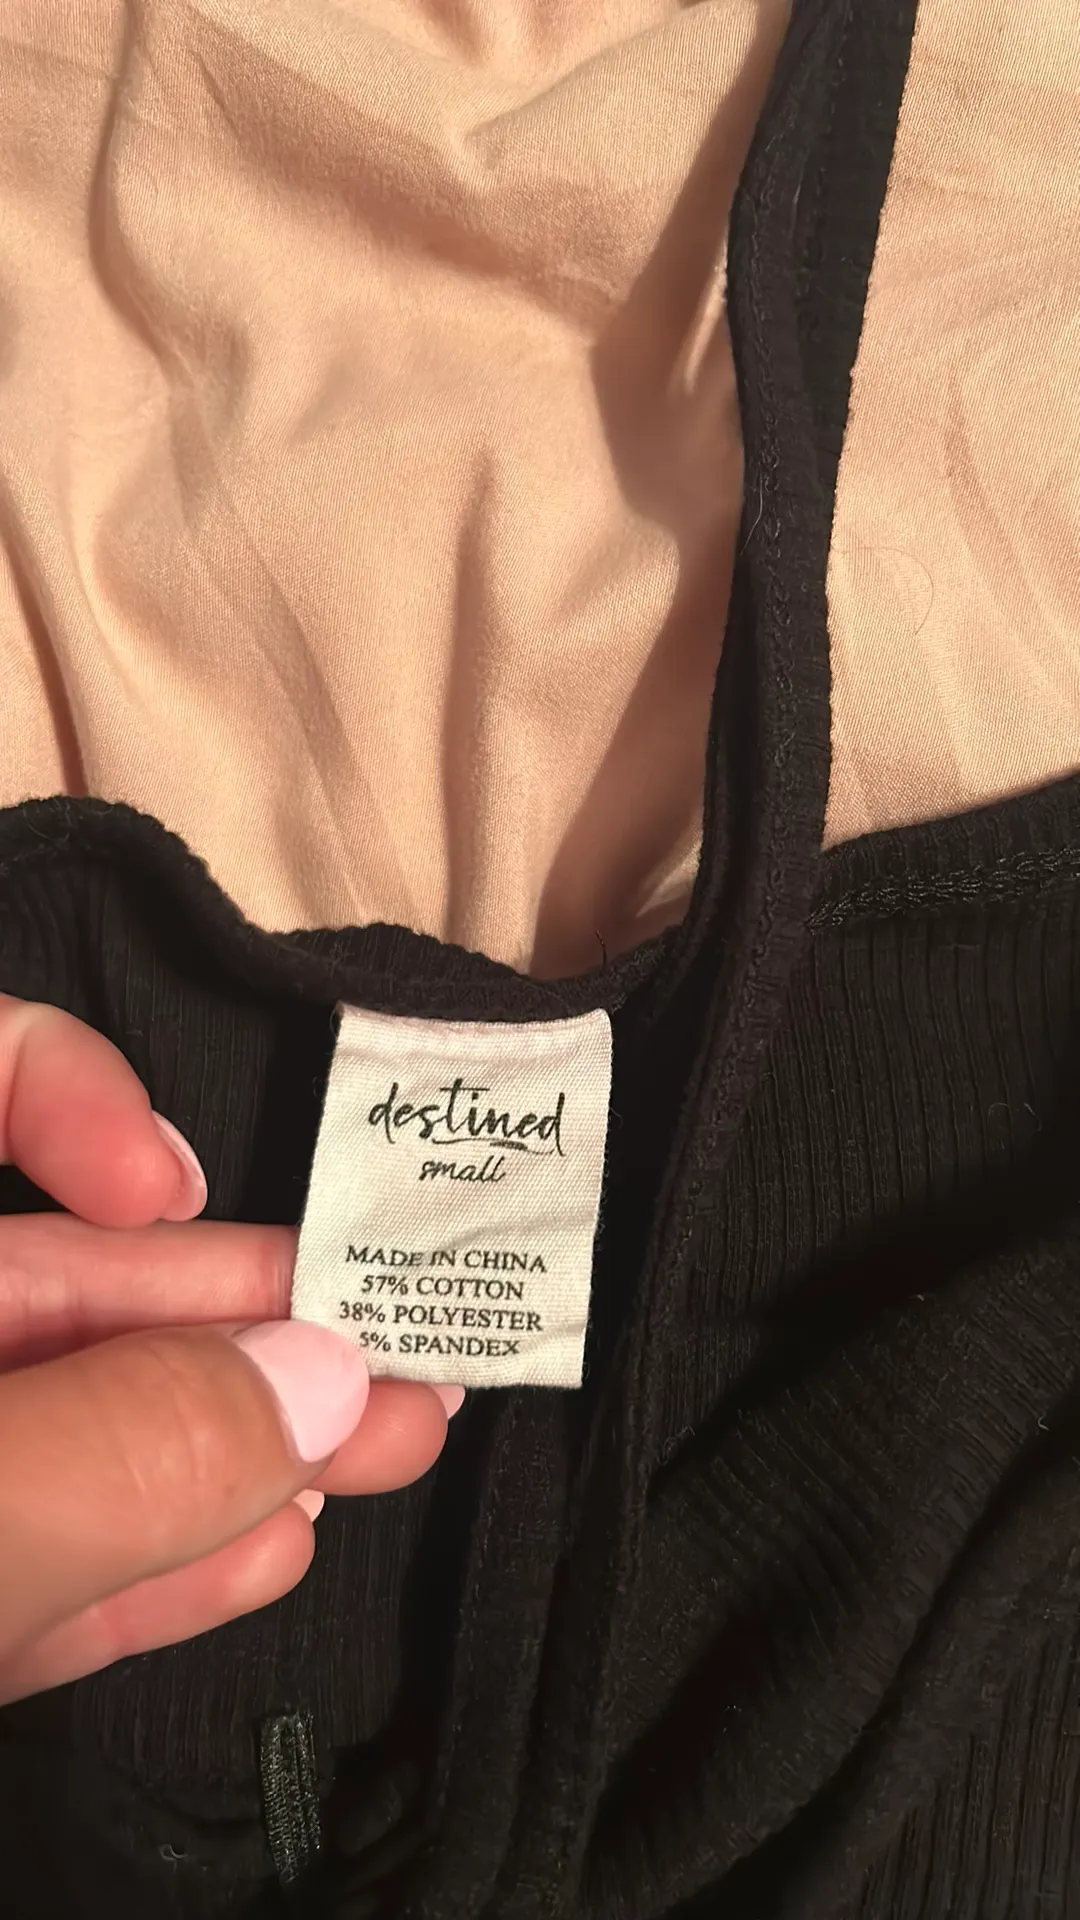 destined
small
MADE IN CHINA
57% COTTON
38% POLYESTER
5% SPANDEX